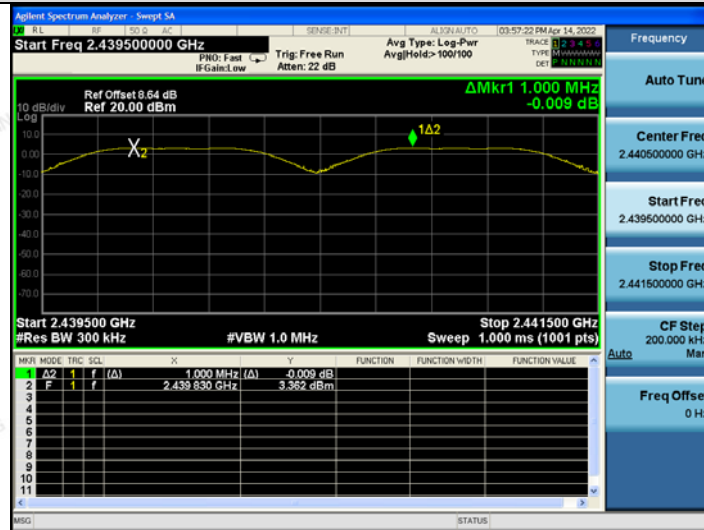 Agilent Spectrum Analyzer - Swept SA
RL RF 50 Ω AC SENSE:INT ALIGNAUTO 03:57:22 PM Apr 14, 2022
Start Freq 2.439500000 GHz
PNO: Fast
IFGain:Low
Trig: Free Run
Atten: 22 dB
Avg Type: Log-Pwr
Avg|Hold:>100/100
TRACE 1 2 3 4 5 6
TYPE M
DET P N N N N N
Ref Offset 8.64 dB
Ref 20.00 dBm
10 dB/div
Log
ΔMkr1 1.000 MHz
-0.009 dB
10.0
0.00
-10.0
-20.0
-30.0
-40.0
-50.0
-60.0
-70.0
X2
1Δ2
Start 2.439500 GHz
Stop 2.441500 GHz
#Res BW 300 kHz
#VBW 1.0 MHz
Sweep 1.000 ms (1001 pts)
MKR MODE TRC SCL X Y FUNCTION FUNCTION WIDTH FUNCTION VALUE
1 Δ2 1 f (Δ) 1.000 MHz (Δ) -0.009 dB
2 F 1 f 2.439 830 GHz 3.362 dBm
3
4
5
6
7
8
9
10
11
MSG
STATUS
Frequency
Auto Tun
Center Fre
2.440500000 GH
Start Fre
2.439500000 GH
Stop Fre
2.441500000 GH
CF Step
200.000 kH
Auto Ma
Freq Offse
0 H